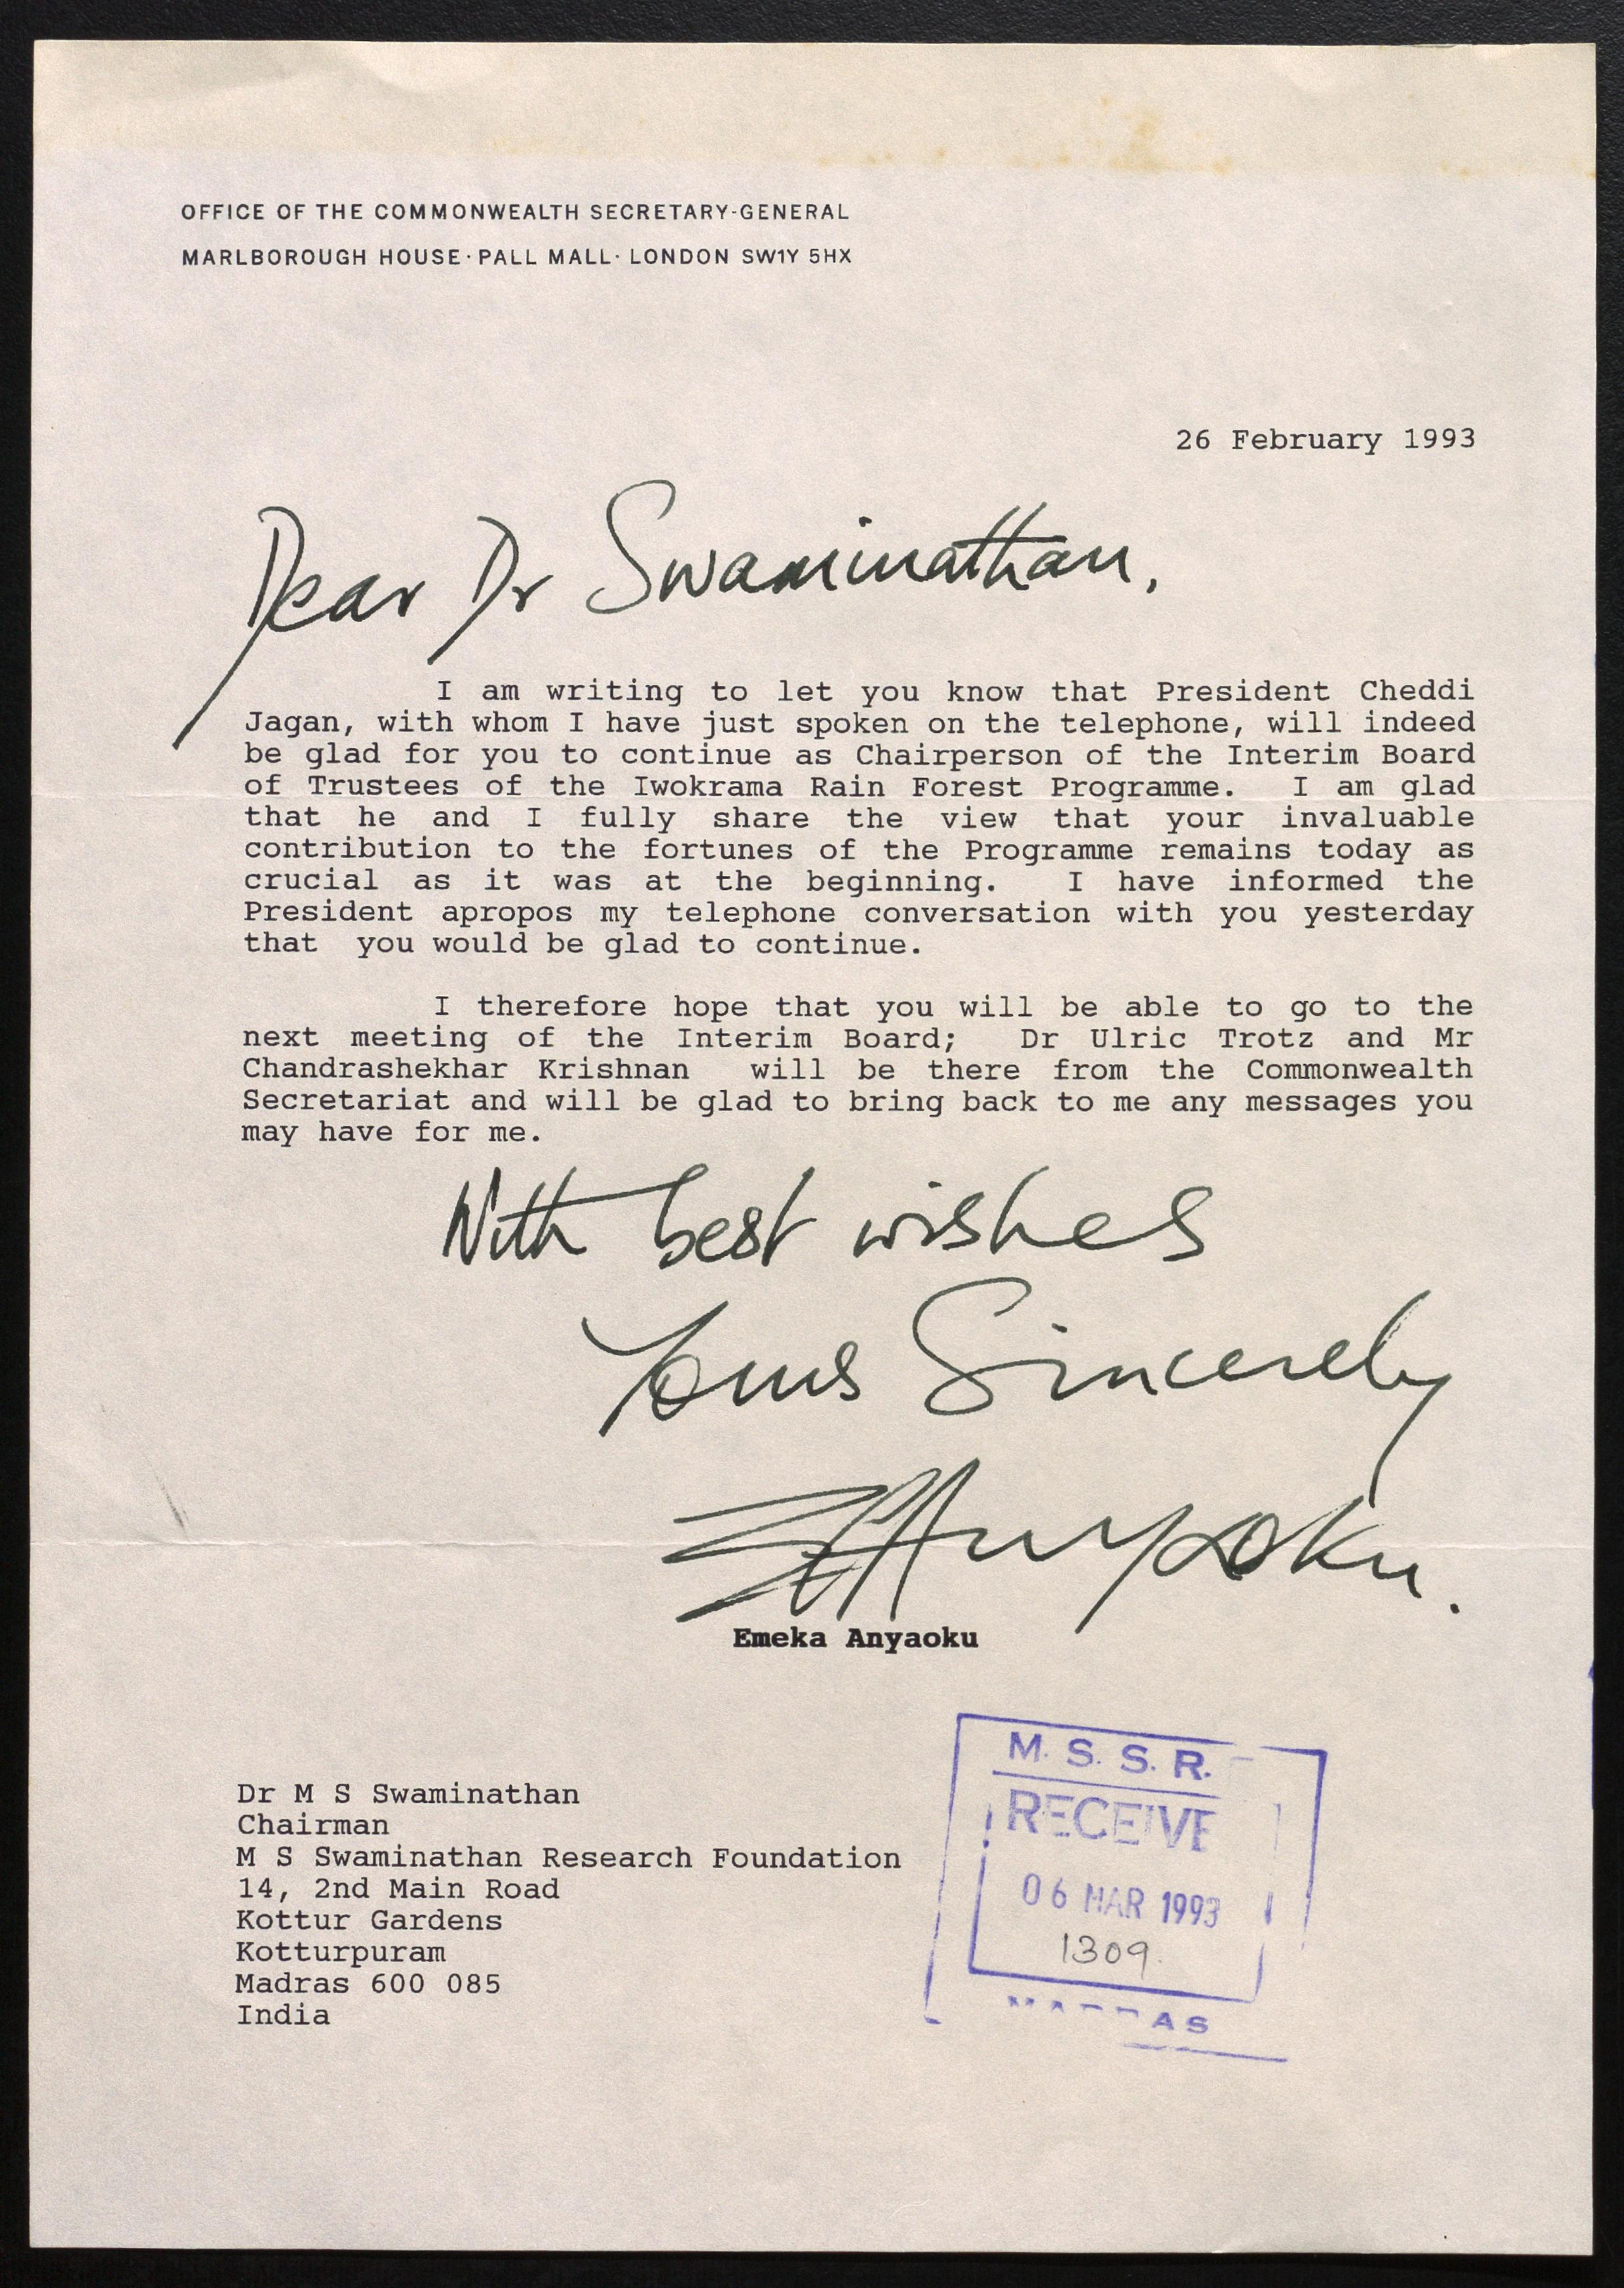 OFFICE OF THE COMMONWEALTH SECRETARY-GENERAL
MARLBOROUGH HOUSE · PALL MALL · LONDON SW1Y 5HX
26 February 1993
Dear Dr Swaminathan,
I am writing to let you know that President Cheddi
Jagan, with whom I have just spoken on the telephone, will indeed
be glad for you to continue as Chairperson of the Interim Board
of Trustees of the Iwokrama Rain Forest Programme. I am glad
that he and I fully share the view that your invaluable
contribution to the fortunes of the Programme remains today as
crucial as it was at the beginning. I have informed the
President apropos my telephone conversation with you yesterday
that you would be glad to continue.
I therefore hope that you will be able to go to the
next meeting of the Interim Board; Dr Ulric Trotz and Mr
Chandrashekhar Krishnan will be there from the Commonwealth
Secretariat and will be glad to bring back to me any messages you
may have for me.
With best wishes
Yours Sincerely
E Anyaoku.
Emeka Anyaoku
Dr M S Swaminathan
Chairman
M S Swaminathan Research Foundation
14, 2nd Main Road
Kottur Gardens
Kotturpuram
Madras 600 085
India
M. S. S. R.
RECEIVE
06 MAR 1993
1309.